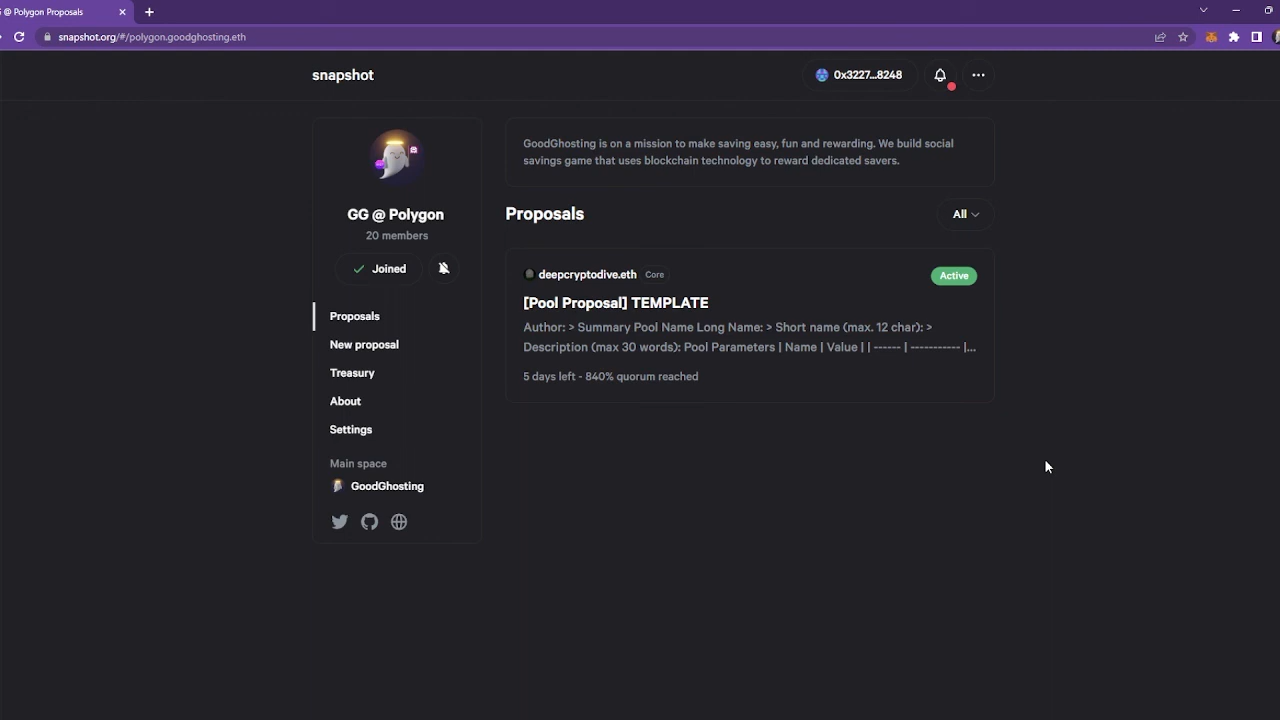 @ Polygon Proposals
snapshot.org/#/polygon.goodghosting.eth
snapshot
0x3227...8248
GG @ Polygon
20 members
Joined
Proposals
New proposal
Treasury
About
Settings
Main space
GoodGhosting
GoodGhosting is on a mission to make saving easy, fun and rewarding. We build social
savings game that uses blockchain technology to reward dedicated savers.
Proposals
All
deepcryptodive.eth Core
Active
[Pool Proposal] TEMPLATE
Author: > Summary Pool Name Long Name: > Short name (max. 12 char): >
Description (max 30 words): Pool Parameters | Name | Value | | ------ | ----------- |...
5 days left - 840% quorum reached